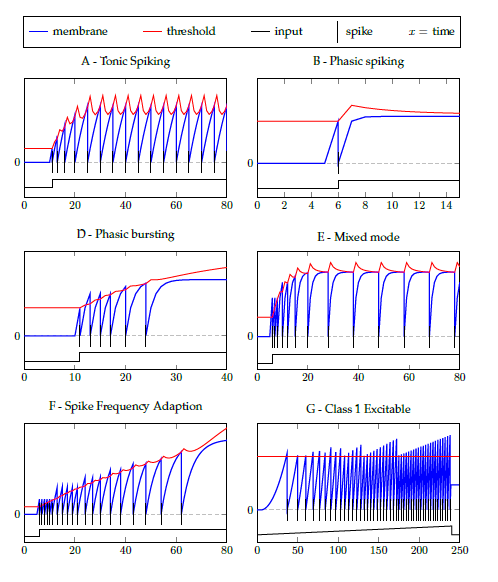 membrane threshold input spike x = time
A - Tonic Spiking B - Phasic spiking
0 0
0 20 40 60 80 0 2 4 6 8 10 12 14
D - Phasic bursting E - Mixed mode
0 0
0 10 20 30 40 0 20 40 60 80
F - Spike Frequency Adaption G - Class 1 Excitable
0 0
0 20 40 60 80 0 50 100 150 200 250